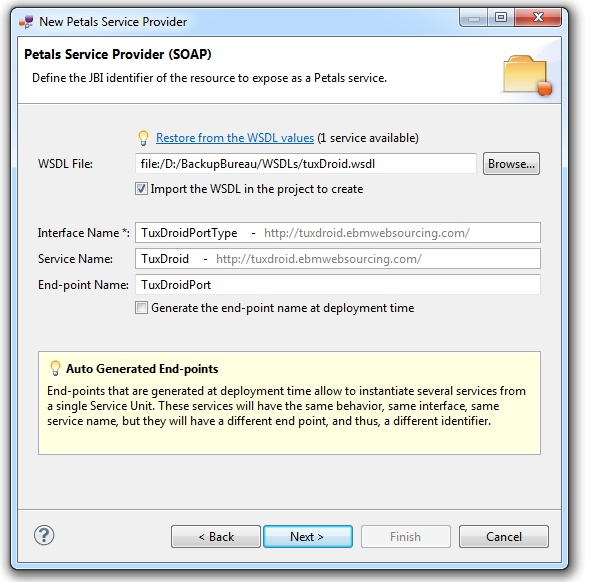 New Petals Service Provider
Petals Service Provider (SOAP)
Define the JBI identifier of the resource to expose as a Petals service.
Restore from the WSDL values (1 service available)
WSDL File: file:/D:/BackupBureau/WSDLs/tuxDroid.wsdl Browse...
Import the WSDL in the project to create
Interface Name *: TuxDroidPortType - http://tuxdroid.ebmwebsourcing.com/
Service Name: TuxDroid - http://tuxdroid.ebmwebsourcing.com/
End-point Name: TuxDroidPort
Generate the end-point name at deployment time
Auto Generated End-points
End-points that are generated at deployment time allow to instantiate several services from
a single Service Unit. These services will have the same behavior, same interface, same
service name, but they will have a different end point, and thus, a different identifier.
? < Back Next > Finish Cancel